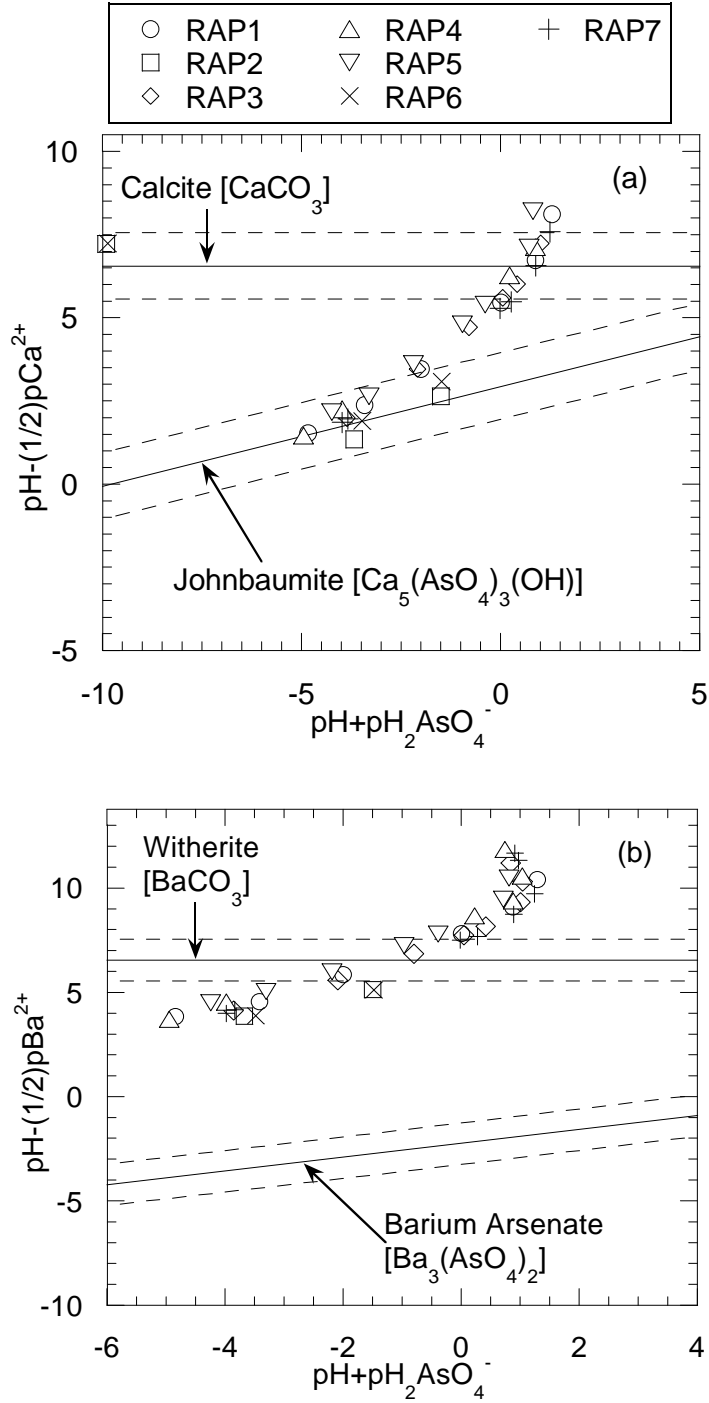 RAP1 RAP4 RAP7
RAP2 RAP5
RAP3 RAP6
10
(a)
Calcite [CaCO3]
5
0
Johnbaumite [Ca5(AsO4)3(OH)]
-5
-10 -5 0 5
pH+pH2AsO4-
pH-(1/2)pCa2+
Witherite
[BaCO3]
(b)
10
5
0
-5
Barium Arsenate
[Ba3(AsO4)2]
-10
-6 -4 -2 0 2 4
pH+pH2AsO4-
pH-(1/2)pBa2+